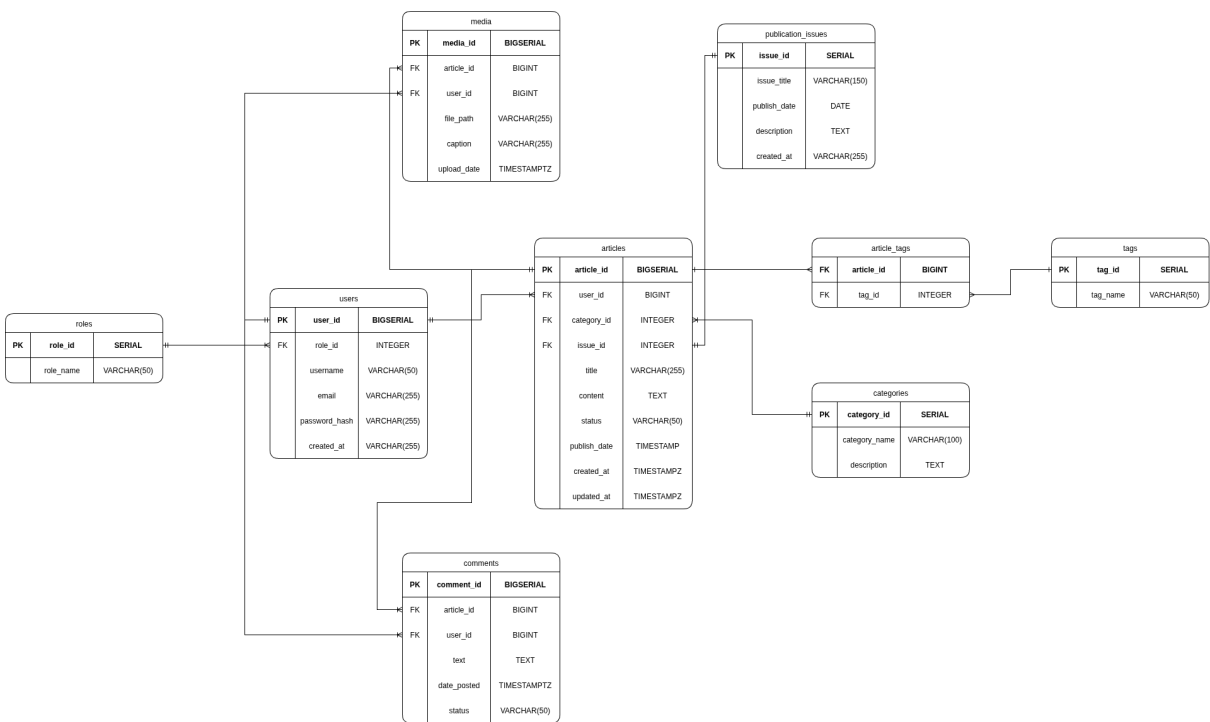 media
PK media_id BIGSERIAL
FK article_id BIGINT
FK user_id BIGINT
file_path VARCHAR(255)
caption VARCHAR(255)
upload_date TIMESTAMPTZ
publication_issues
PK issue_id SERIAL
issue_title VARCHAR(150)
publish_date DATE
description TEXT
created_at VARCHAR(255)
articles
PK article_id BIGSERIAL
FK user_id BIGINT
FK category_id INTEGER
FK issue_id INTEGER
title VARCHAR(255)
content TEXT
status VARCHAR(50)
publish_date TIMESTAMP
created_at TIMESTAMPZ
updated_at TIMESTAMPZ
article_tags
FK article_id BIGINT
FK tag_id INTEGER
tags
PK tag_id SERIAL
tag_name VARCHAR(50)
users
PK user_id BIGSERIAL
FK role_id INTEGER
username VARCHAR(50)
email VARCHAR(255)
password_hash VARCHAR(255)
created_at VARCHAR(255)
roles
PK role_id SERIAL
role_name VARCHAR(50)
categories
PK category_id SERIAL
category_name VARCHAR(100)
description TEXT
comments
PK comment_id BIGSERIAL
FK article_id BIGINT
FK user_id BIGINT
text TEXT
date_posted TIMESTAMPTZ
status VARCHAR(50)